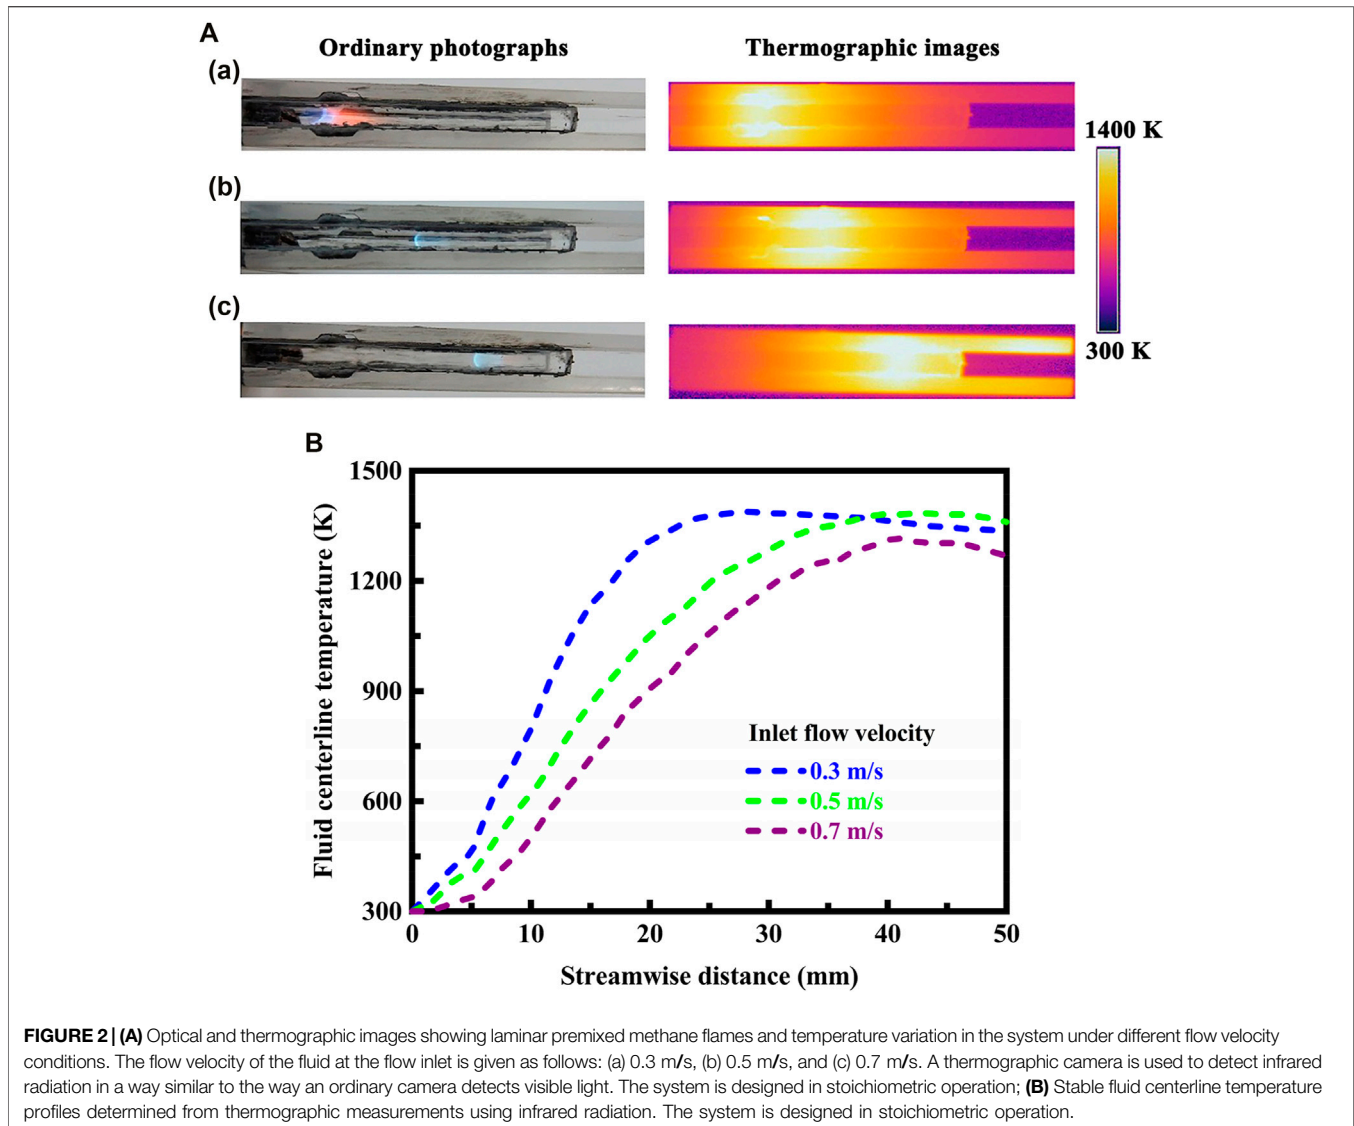 A
Ordinary photographs
Thermographic images
(a)
(b)
(c)
1400 K
300 K
B
1500
1200
900
600
300
Fluid centerline temperature (K)
Inlet flow velocity
0.3 m/s
0.5 m/s
0.7 m/s
0 10 20 30 40 50
Streamwise distance (mm)
FIGURE 2 | (A) Optical and thermographic images showing laminar premixed methane flames and temperature variation in the system under different flow velocity
conditions. The flow velocity of the fluid at the flow inlet is given as follows: (a) 0.3 m/s, (b) 0.5 m/s, and (c) 0.7 m/s. A thermographic camera is used to detect infrared
radiation in a way similar to the way an ordinary camera detects visible light. The system is designed in stoichiometric operation; (B) Stable fluid centerline temperature
profiles determined from thermographic measurements using infrared radiation. The system is designed in stoichiometric operation.